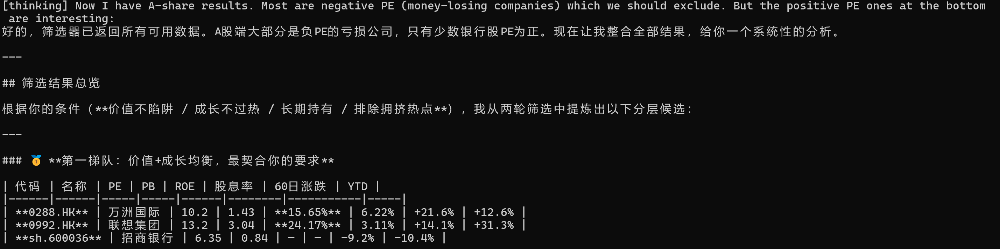 [thinking] Now I have A-share results. Most are negative PE (money-losing companies) which we should exclude. But the positive PE ones at the bottom
 are interesting:
好的，筛选器已返回所有可用数据。A股端大部分是负PE的亏损公司，只有少数银行股PE为正。现在让我整合全部结果，给你一个系统性的分析。
---
## 筛选结果总览
根据你的条件（**价值不陷阱 / 成长不过热 / 长期持有 / 排除拥挤热点**），我从两轮筛选中提炼出以下分层候选：
---
### 🥇 **第一梯队：价值+成长均衡，最契合你的要求**
| 代码 | 名称 | PE | PB | ROE | 股息率 | 60日涨跌 | YTD |
|------|------|-----|-----|------|--------|-----------|-----|
| **0288.HK** | 万洲国际 | 10.2 | 1.43 | **15.65%** | 6.22% | +21.6% | +12.6% |
| **0992.HK** | 联想集团 | 13.2 | 3.04 | **24.17%** | 3.11% | +14.1% | +31.3% |
| **sh.600036** | 招商银行 | 6.35 | 0.84 | - | - | -9.2% | -10.4% |